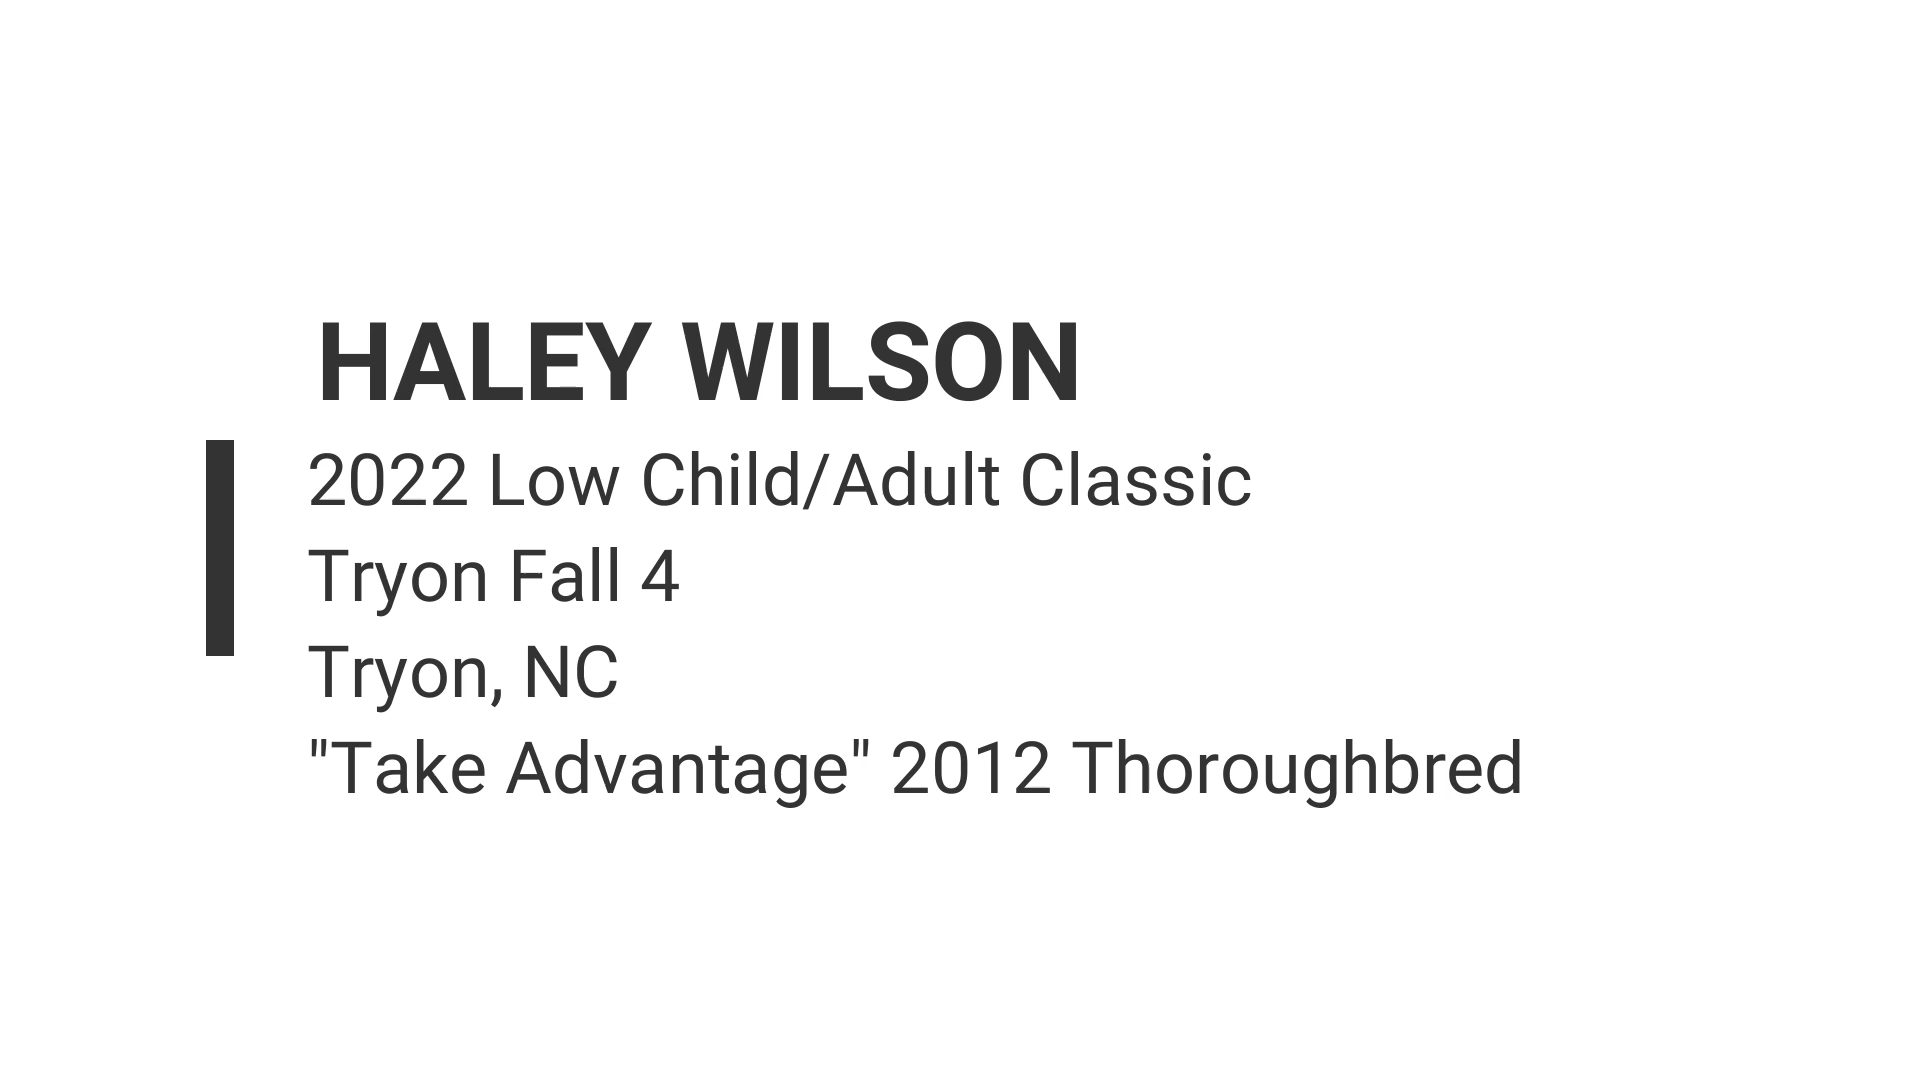 HALEY WILSON
2022 Low Child/Adult Classic
Tryon Fall 4
Tryon, NC
"Take Advantage" 2012 Thoroughbred